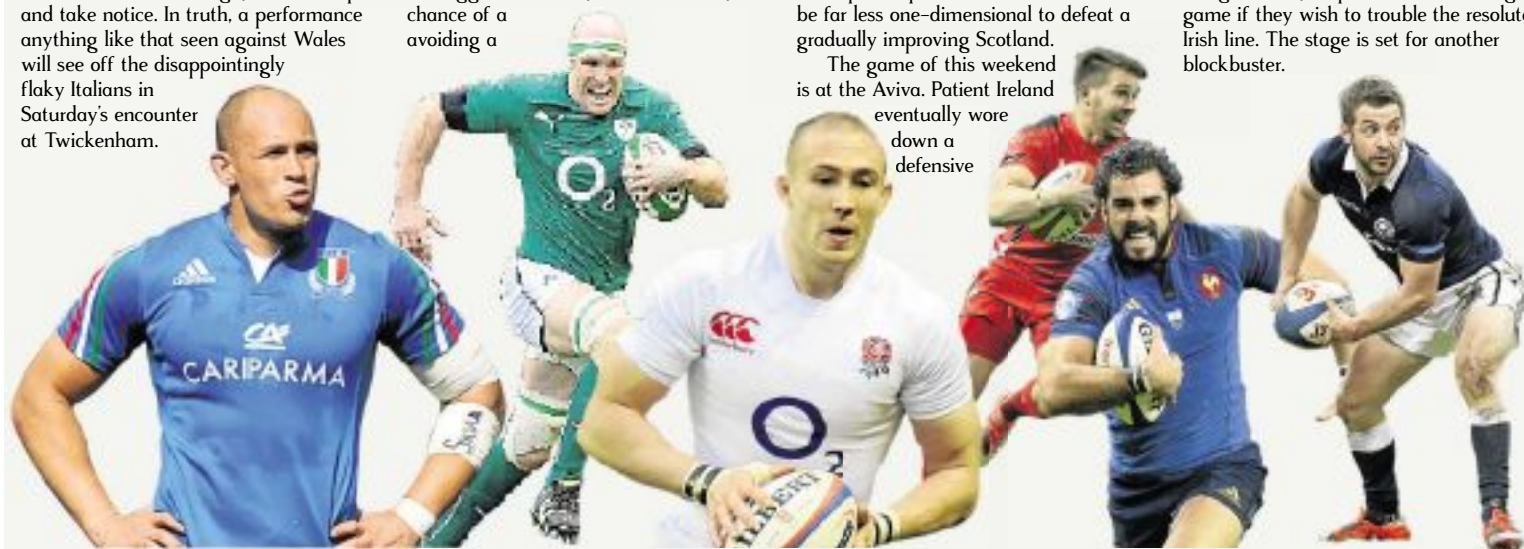 and take notice. In truth, a performance
anything like that seen against Wales
will see off the disappointingly
flaky Italians in
Saturday's encounter
at Twickenham.
chance of a
avoiding a
be far less one-dimensional to defeat a
gradually improving Scotland.
The game of this weekend
is at the Aviva. Patient Ireland
eventually wore
down a
defensive
game if they wish to trouble the resolute
Irish line. The stage is set for another
blockbuster.
adidas
CA
CARIPARMA
O2
O2